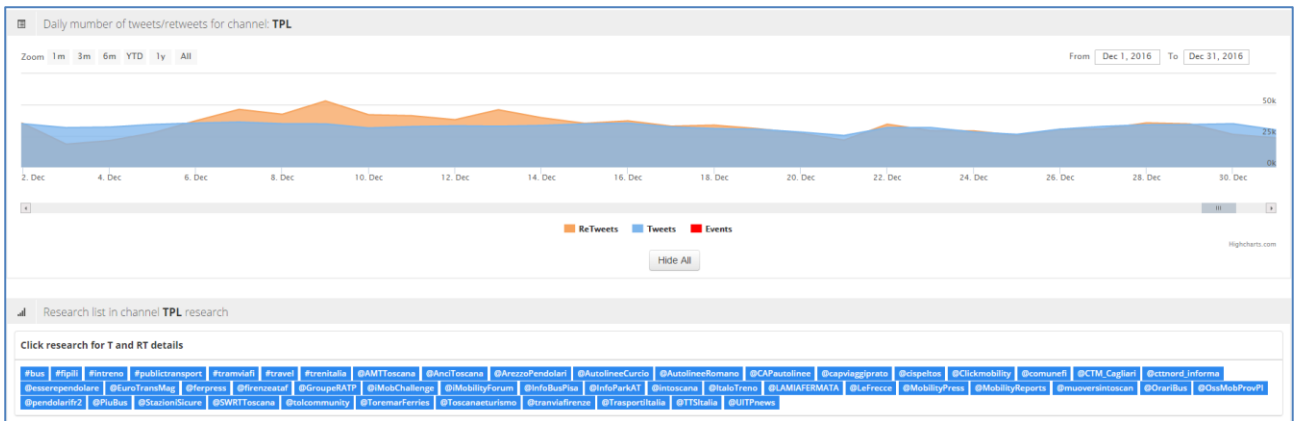 Daily mumber of tweets/retweets for channel: TPL
Zoom 1m 3m 6m YTD 1y All From Dec 1, 2016 To Dec 31, 2016
50k
25k
0k
2. Dec 4. Dec 6. Dec 8. Dec 10. Dec 12. Dec 14. Dec 16. Dec 18. Dec 20. Dec 22. Dec 24. Dec 26. Dec 28. Dec 30. Dec
ReTweets Tweets Events
Highcharts.com
Hide All
Research list in channel TPL research
Click research for T and RT details
#bus #fipili #intreno #publictransport #tramviafi #travel #trenitalia @AMTToscana @AnciToscana @ArezzoPendolari @AutolineeCurcio @AutolineeRomano @CAPautolinee @capviaggiprato @cispeltos @Clickmobility @comunefi @CTM_Cagliari @cttnord_informa
@esserependolare @EuroTransMag @ferpress @firenzeataf @GroupeRATP @iMobChallenge @iMobilityForum @InfoBusPisa @InfoParkAT @intoscana @ItaloTreno @LAMIAFERMATA @LeFrecce @MobilityPress @MobilityReports @muoversintoscan @OrariBus @OssMobProvPI
@pendolarifr2 @PiuBus @StazioniSicure @SWRTToscana @tolcommunity @ToremarFerries @Toscanaeturismo @tranviafirenze @TrasportiItalia @TTSItalia @UITPnews